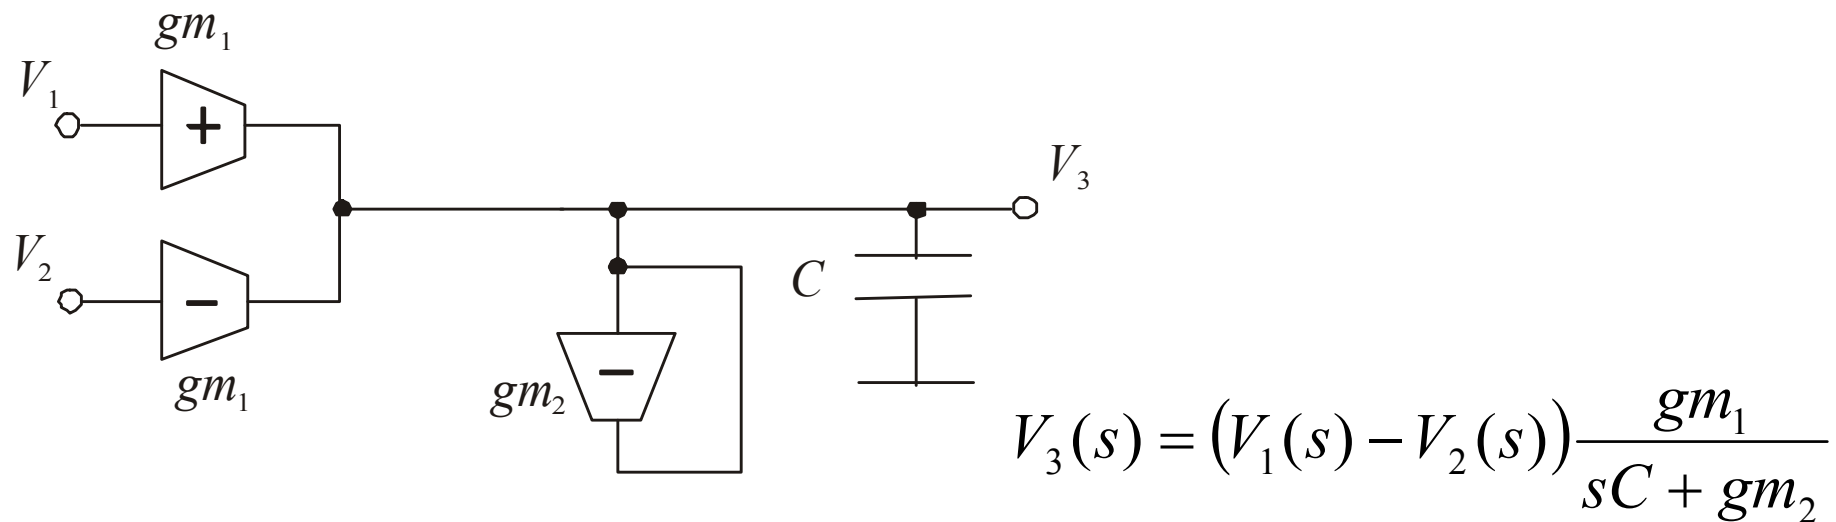 gm₁
V₁
+
V₃
V₂
−
C
gm₁
gm₂
−
V₃(s) = (V₁(s) − V₂(s)) gm₁ / (sC + gm₂)